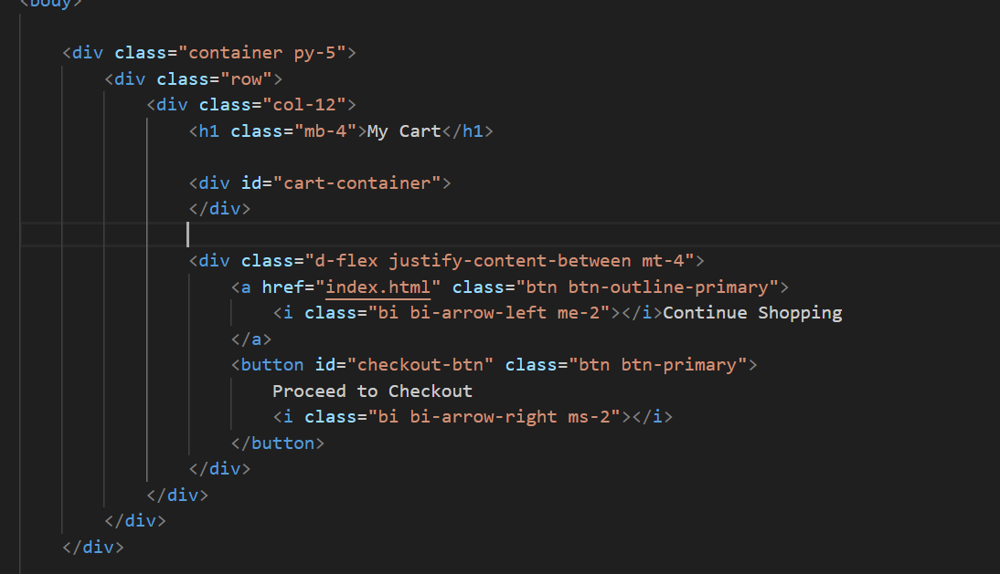 <body>
<div class="container py-5">
<div class="row">
<div class="col-12">
<h1 class="mb-4">My Cart</h1>
<div id="cart-container">
</div>
<div class="d-flex justify-content-between mt-4">
<a href="index.html" class="btn btn-outline-primary">
<i class="bi bi-arrow-left me-2"></i>Continue Shopping
</a>
<button id="checkout-btn" class="btn btn-primary">
Proceed to Checkout
<i class="bi bi-arrow-right ms-2"></i>
</button>
</div>
</div>
</div>
</div>